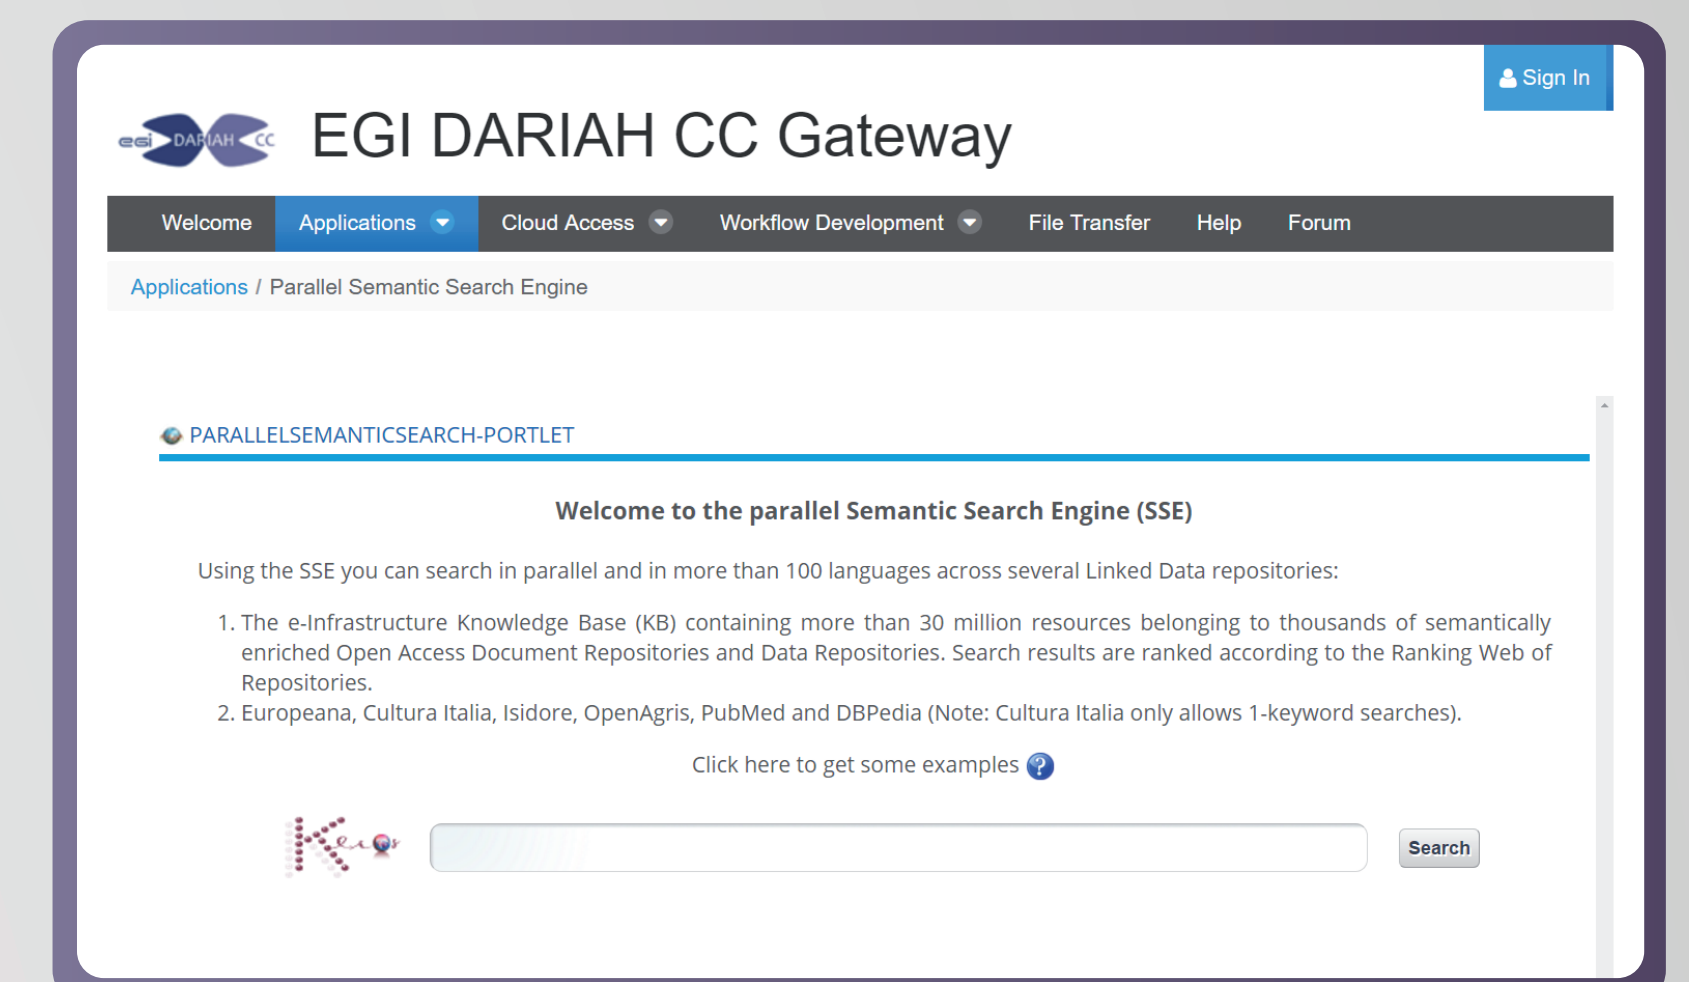 Sign In
egi DARIAH CC
EGI DARIAH CC Gateway
Welcome Applications Cloud Access Workflow Development File Transfer Help Forum
Applications / Parallel Semantic Search Engine
PARALLELSEMANTICSEARCH-PORTLET
Welcome to the parallel Semantic Search Engine (SSE)
Using the SSE you can search in parallel and in more than 100 languages across several Linked Data repositories:
1. The e-Infrastructure Knowledge Base (KB) containing more than 30 million resources belonging to thousands of semantically
enriched Open Access Document Repositories and Data Repositories. Search results are ranked according to the Ranking Web of
Repositories.
2. Europeana, Cultura Italia, Isidore, OpenAgris, PubMed and DBPedia (Note: Cultura Italia only allows 1-keyword searches).
Click here to get some examples ?
Search